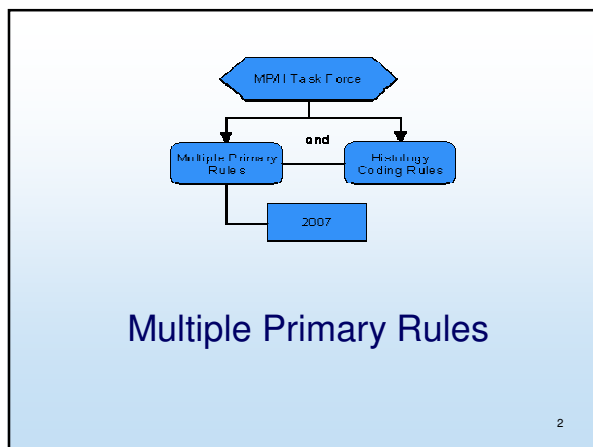 MP/H Task Force
and
Multiple Primary
Rules
Histology
Coding Rules
2007
Multiple Primary Rules
2